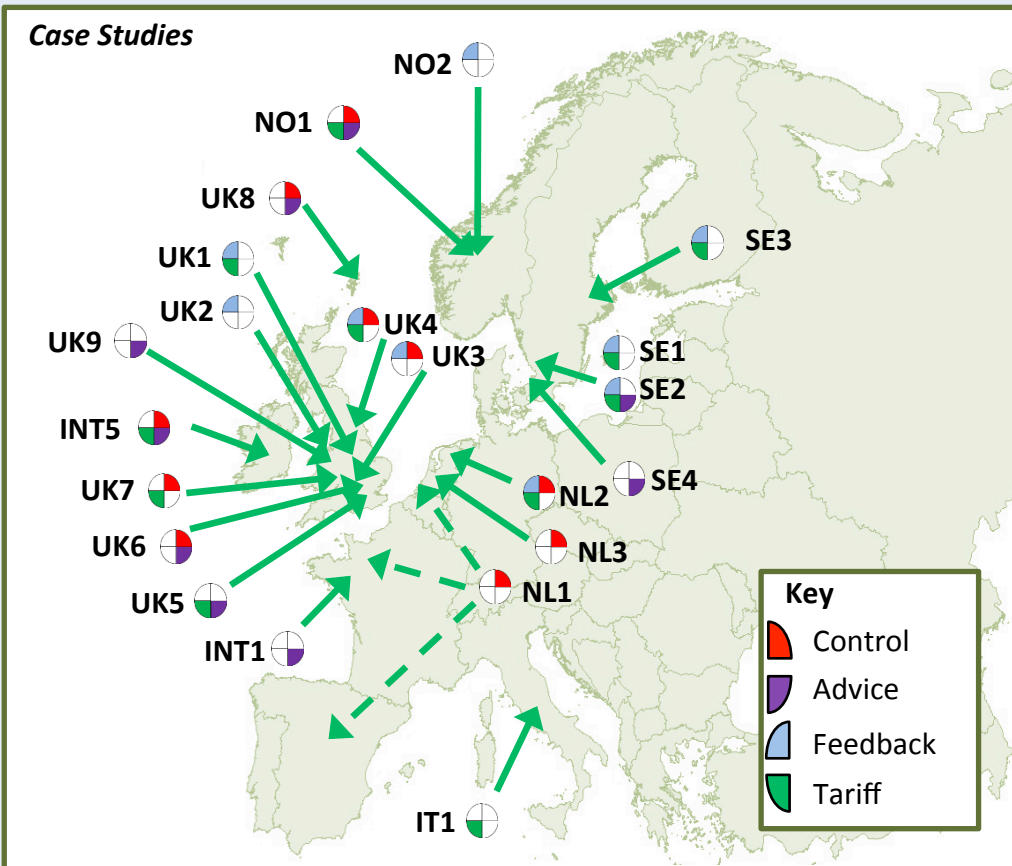 Case Studies
NO2
NO1
UK8
UK1
SE3
UK2
UK4
UK9
UK3
SE1
SE2
INT5
UK7
NL2
SE4
UK6
NL3
UK5
NL1
INT1
IT1
Key
Control
Advice
Feedback
Tariff